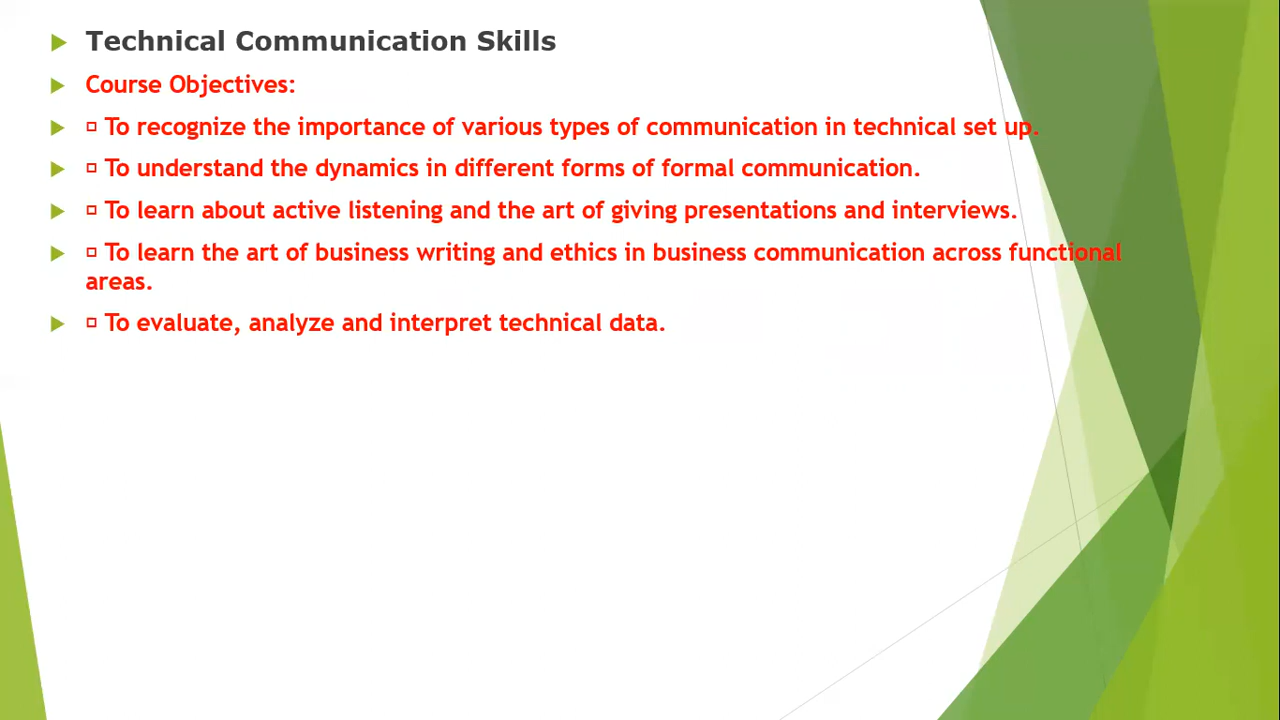 Technical Communication Skills
Course Objectives:
To recognize the importance of various types of communication in technical set up.
To understand the dynamics in different forms of formal communication.
To learn about active listening and the art of giving presentations and interviews.
To learn the art of business writing and ethics in business communication across functional
areas.
To evaluate, analyze and interpret technical data.